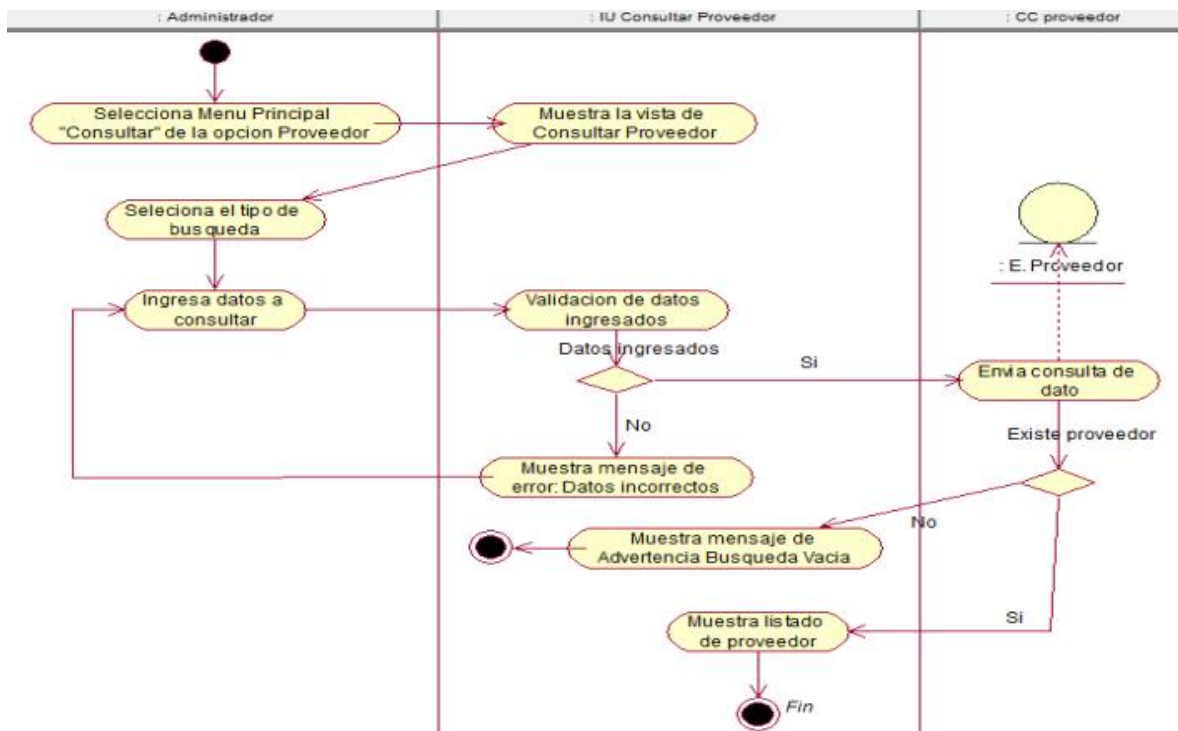 : Administrador
: IU Consultar Proveedor
: CC proveedor
Selecciona Menu Principal
"Consultar" de la opcion Proveedor
Muestra la vista de
Consultar Proveedor
Seleciona el tipo de
busqueda
: E. Proveedor
Ingresa datos a
consultar
Validacion de datos
ingresados
Datos ingresados
Si
Envia consulta de
dato
No
Existe proveedor
Muestra mensaje de
error: Datos incorrectos
No
Muestra mensaje de
Advertencia Busqueda Vacia
Si
Muestra listado
de proveedor
Fin